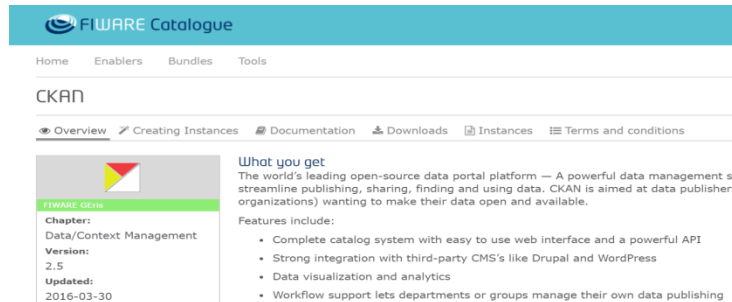 FIWARE Catalogue
Home Enablers Bundles Tools
CKAN
Overview Creating Instances Documentation Downloads Instances Terms and conditions
FIWARE GEris
Chapter:
Data/Context Management
Version:
2.5
Updated:
2016-03-30
What you get
The world's leading open-source data portal platform — A powerful data management s
streamline publishing, sharing, finding and using data. CKAN is aimed at data publisher
organizations) wanting to make their data open and available.
Features include:
• Complete catalog system with easy to use web interface and a powerful API
• Strong integration with third-party CMS's like Drupal and WordPress
• Data visualization and analytics
• Workflow support lets departments or groups manage their own data publishing